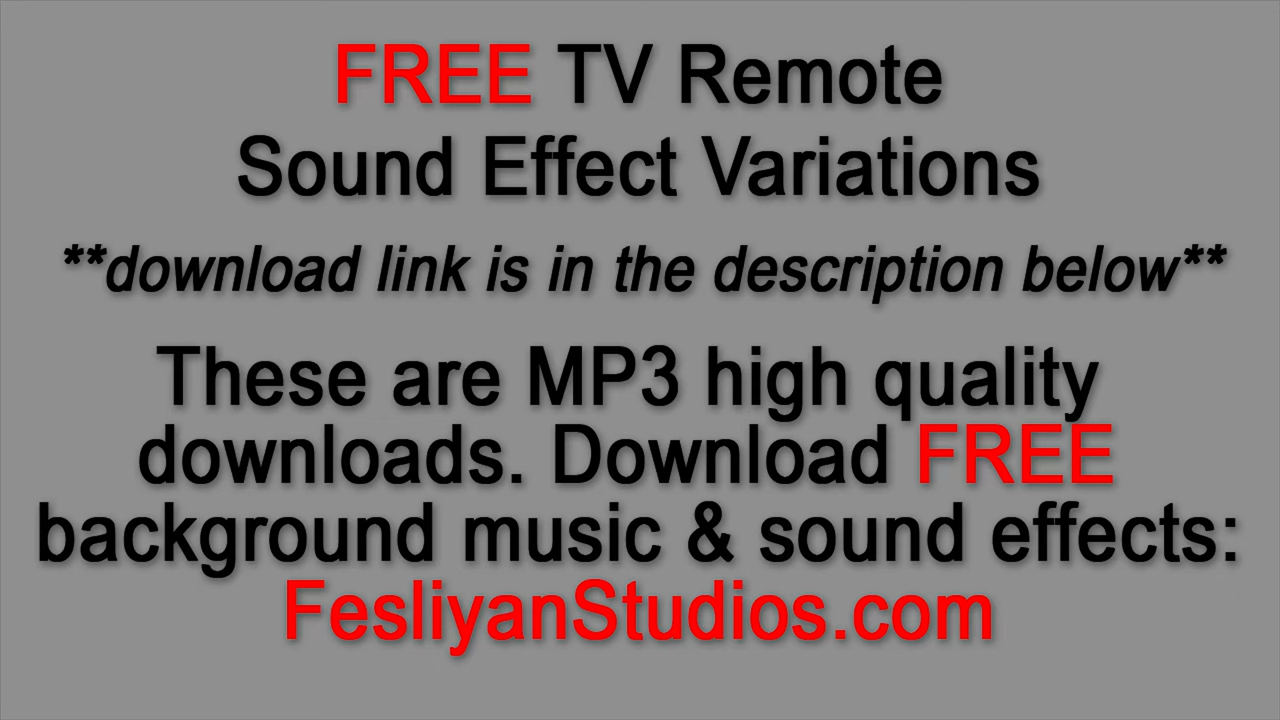 FREE TV Remote
Sound Effect Variations
**download link is in the description below**
These are MP3 high quality
downloads. Download FREE
background music & sound effects:
FesliyanStudios.com